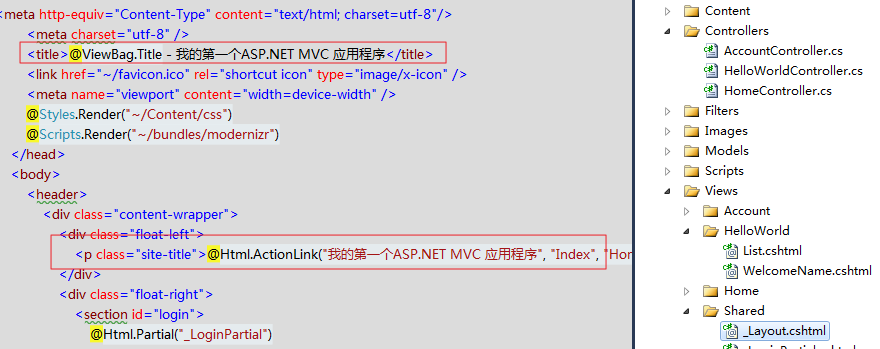 <meta http-equiv="Content-Type" content="text/html; charset=utf-8"/>
<meta charset="utf-8" />
<title>@ViewBag.Title - 我的第一个ASP.NET MVC 应用程序</title>
<link href="~/favicon.ico" rel="shortcut icon" type="image/x-icon" />
<meta name="viewport" content="width=device-width" />
@Styles.Render("~/Content/css")
@Scripts.Render("~/bundles/modernizr")
</head>
<body>
<header>
<div class="content-wrapper">
<div class="float-left">
<p class="site-title">@Html.ActionLink("我的第一个ASP.NET MVC 应用程序", "Index", "Hor
</div>
<div class="float-right">
<section id="login">
@Html.Partial("_LoginPartial")
Content
Controllers
AccountController.cs
HelloWorldController.cs
HomeController.cs
Filters
Images
Models
Scripts
Views
Account
HelloWorld
List.cshtml
WelcomeName.cshtml
Home
Shared
_Layout.cshtml